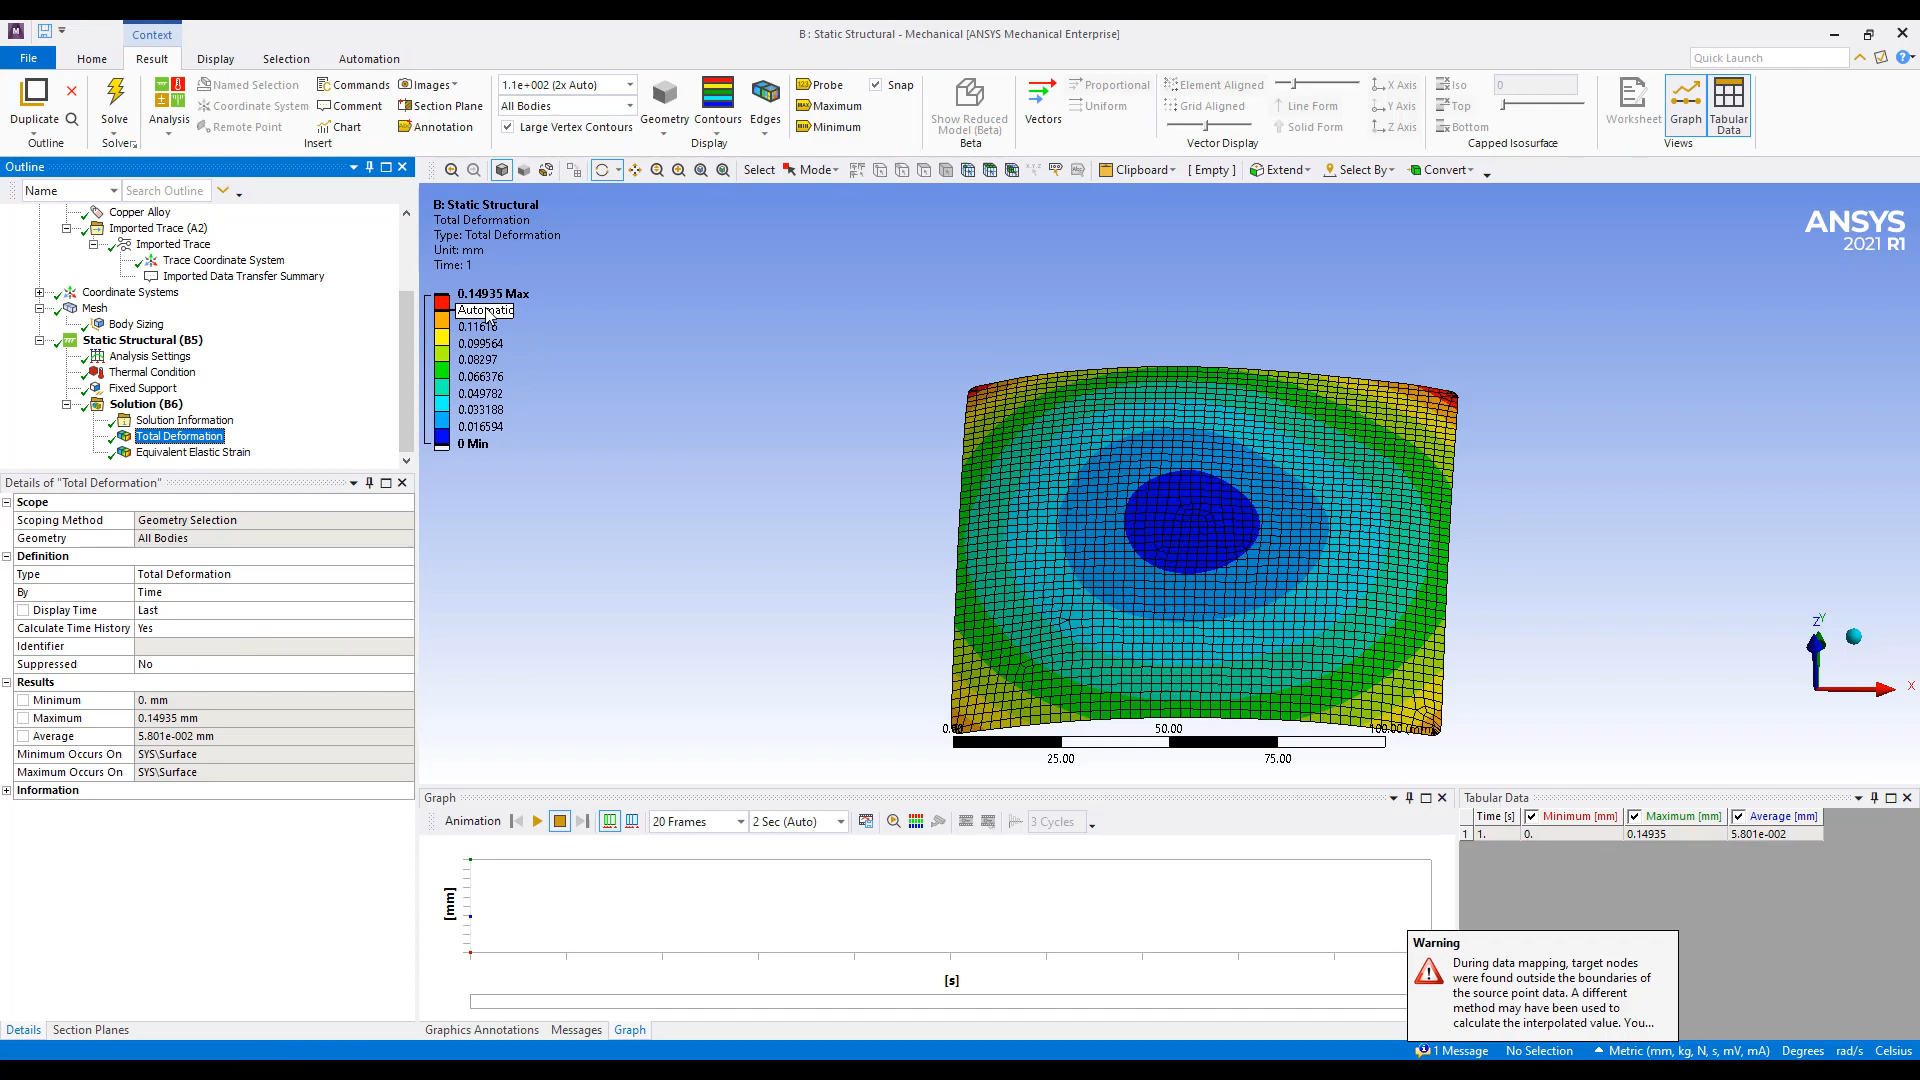 Context
B : Static Structural - Mechanical [ANSYS Mechanical Enterprise]
File
Home
Result
Display
Selection
Automation
Quick Launch
Duplicate
Outline
Solve
Solver
Analysis
Named Selection
Coordinate System
Remote Point
Commands
Comment
Chart
Images
Section Plane
Annotation
Insert
1.1e+002 (2x Auto)
All Bodies
Large Vertex Contours
Geometry
Contours
Edges
Display
Probe
Maximum
Minimum
Snap
Show Reduced
Model (Beta)
Beta
Vectors
Proportional
Uniform
Element Aligned
Grid Aligned
Line Form
Solid Form
X Axis
Y Axis
Z Axis
Vector Display
Iso
Top
Bottom
0
Capped Isosurface
Worksheet
Graph
Tabular
Data
Views
Outline
Name
Search Outline
Select
Mode
Clipboard
[ Empty ]
Extend
Select By
Convert
Copper Alloy
Imported Trace (A2)
Imported Trace
Trace Coordinate System
Imported Data Transfer Summary
Coordinate Systems
Mesh
Body Sizing
Static Structural (B5)
Analysis Settings
Thermal Condition
Fixed Support
Solution (B6)
Solution Information
Total Deformation
Equivalent Elastic Strain
Details of "Total Deformation"
Scope
Scoping Method Geometry Selection
Geometry All Bodies
Definition
Type Total Deformation
By Time
Display Time Last
Calculate Time History Yes
Identifier
Suppressed No
Results
Minimum 0. mm
Maximum 0.14935 mm
Average 5.801e-002 mm
Minimum Occurs On SYS\Surface
Maximum Occurs On SYS\Surface
Information
Details
Section Planes
B: Static Structural
Total Deformation
Type: Total Deformation
Unit: mm
Time: 1
0.14935 Max
Automatic
0.11616
0.099564
0.08297
0.066376
0.049782
0.033188
0.016594
0 Min
ANSYS
2021 R1
50.00
25.00
75.00
Z
Y
X
Graph
Animation
20 Frames
2 Sec (Auto)
3 Cycles
[mm]
[s]
Graphics Annotations
Messages
Graph
Tabular Data
Time [s] Minimum [mm] Maximum [mm] Average [mm]
1 1. 0. 0.14935 5.801e-002
Warning
During data mapping, target nodes
were found outside the boundaries of
the source point data. A different
method may have been used to
calculate the interpolated value. You...
1 Message
No Selection
Metric (mm, kg, N, s, mV, mA)
Degrees
rad/s
Celsius